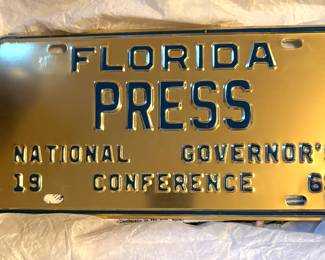 FLORIDA
PRESS
NATIONAL GOVERNOR'S
19 CONFERENCE 6